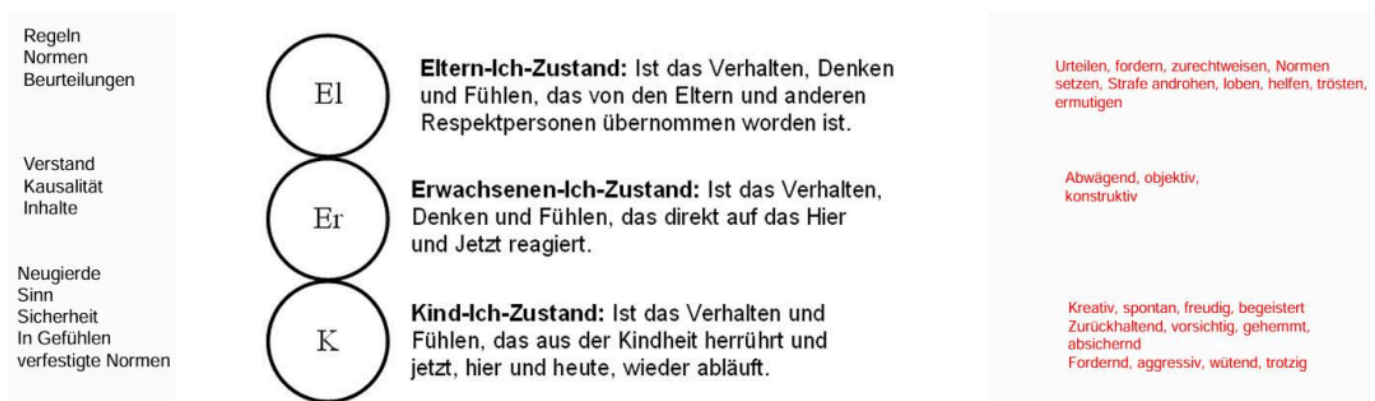 Regeln
Normen
Beurteilungen
El
Eltern-Ich-Zustand: Ist das Verhalten, Denken
und Fühlen, das von den Eltern und anderen
Respektpersonen übernommen worden ist.
Urteilen, fordern, zurechtweisen, Normen
setzen, Strafe androhen, loben, helfen, trösten,
ermutigen
Verstand
Kausalität
Inhalte
Er
Erwachsenen-Ich-Zustand: Ist das Verhalten,
Denken und Fühlen, das direkt auf das Hier
und Jetzt reagiert.
Abwägend, objektiv,
konstruktiv
Neugierde
Sinn
Sicherheit
In Gefühlen
verfestigte Normen
K
Kind-Ich-Zustand: Ist das Verhalten und
Fühlen, das aus der Kindheit herrührt und
jetzt, hier und heute, wieder abläuft.
Kreativ, spontan, freudig, begeistert
Zurückhaltend, vorsichtig, gehemmt,
absichernd
Fordernd, aggressiv, wütend, trotzig